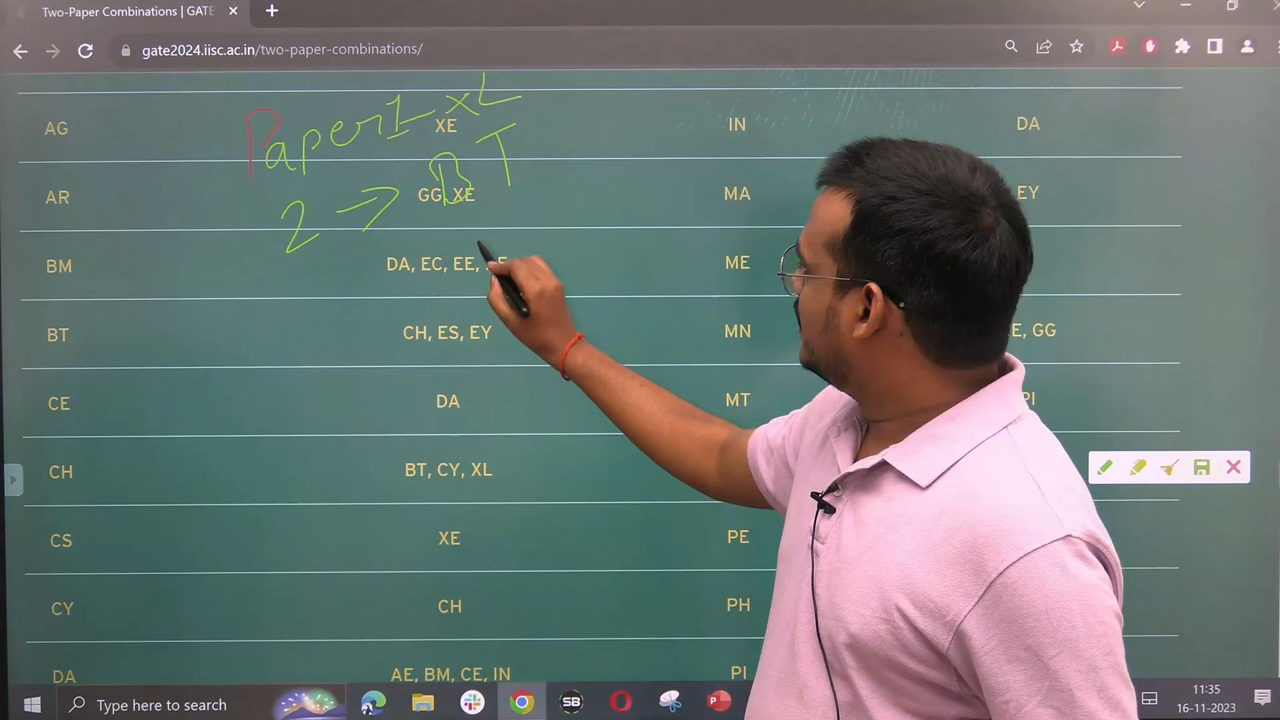 Two-Paper Combinations | GATE
gate2024.iisc.ac.in/two-paper-combinations/
Paper 1 - XL
2 → BT
AG XE IN DA
AR GG, XE MA EY
BM DA, EC, EE, ME
BT CH, ES, EY MN GG
CE DA MT PI
CH BT, CY, XL
CS XE PE
CY CH PH
DA AE, BM, CE, IN PI
Type here to search
SB
11:35
16-11-2023